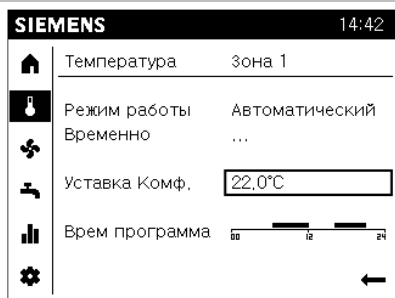 SIEMENS 14:42
Температура Зона 1
Режим работы Автоматический
Временно ...
Уставка Комф. 22,0°C
Врем программа 00 12 24